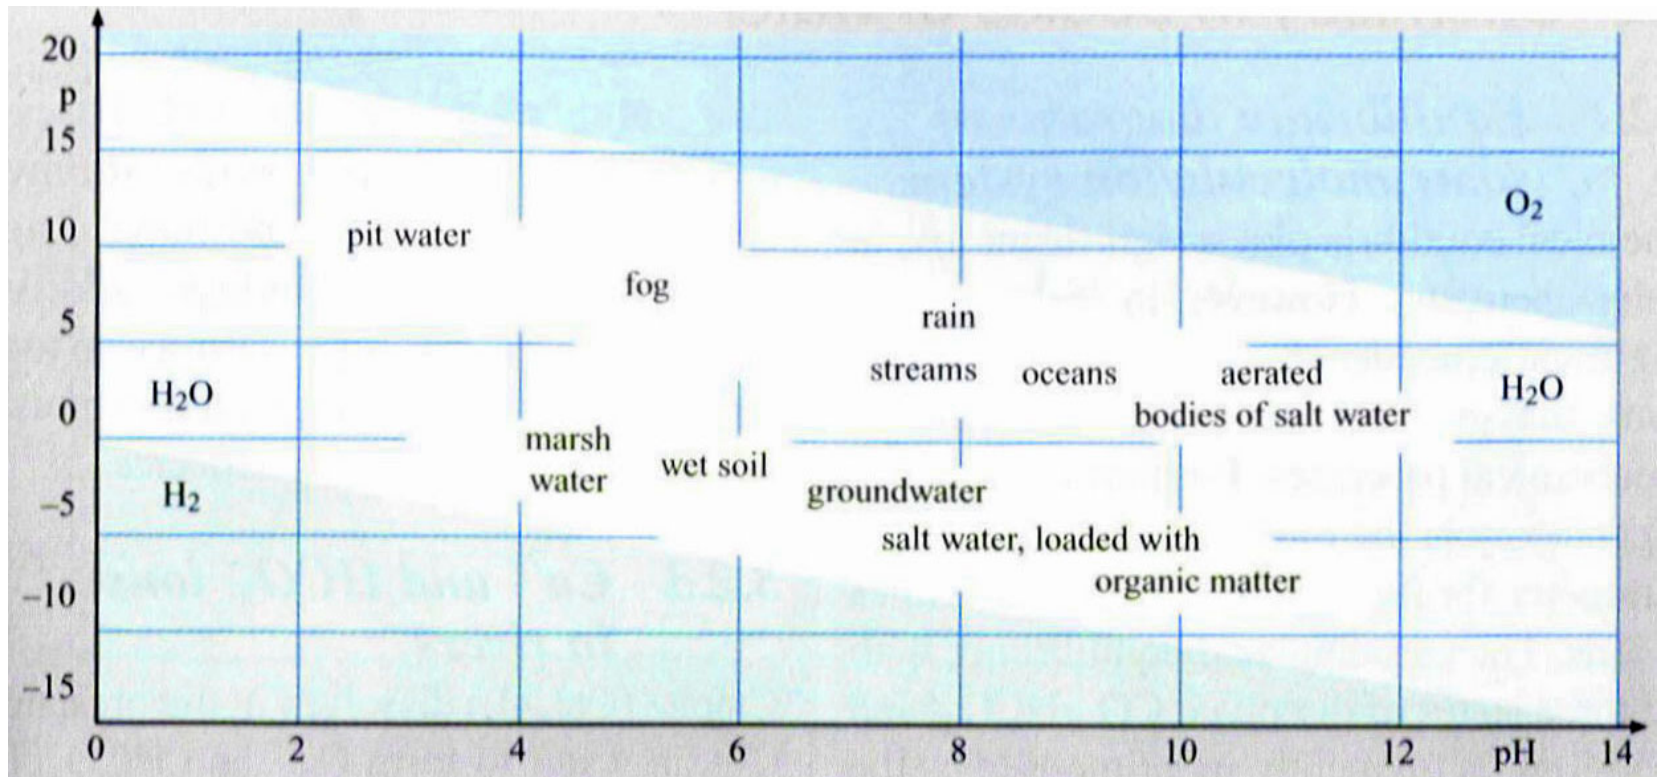 20
p
15
10
5
0
−5
−10
−15
O₂
pit water
fog
rain
streams
oceans
aerated
bodies of salt water
H₂O
H₂O
marsh
water
wet soil
groundwater
H₂
salt water, loaded with
organic matter
0 2 4 6 8 10 12 pH 14